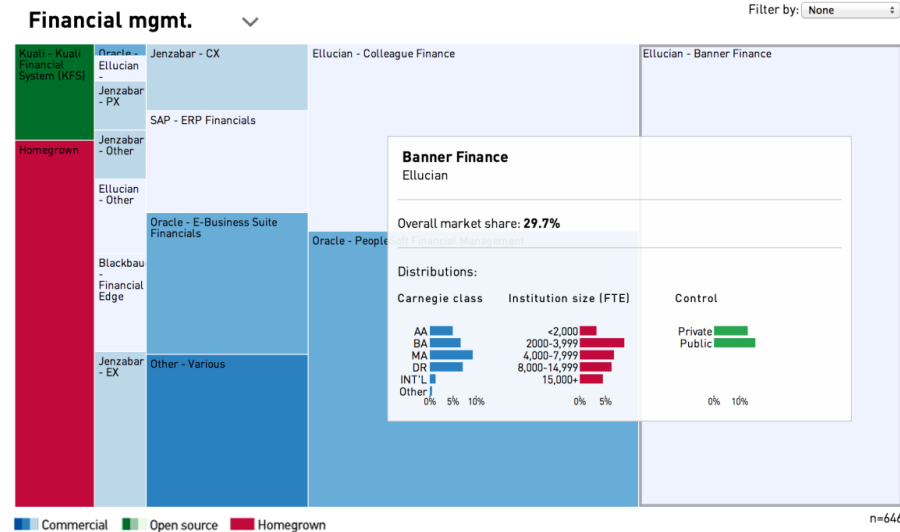 Financial mgmt.
Filter by: None
Kuali - Kuali
Financial
System (KFS)
Homegrown
Oracle -
Ellucian
-
Jenzabar
- PX
Jenzabar
- Other
Ellucian
- Other
Blackbau
-
Financial
Edge
Jenzabar
- EX
Jenzabar - CX
SAP - ERP Financials
Oracle - E-Business Suite
Financials
Other - Various
Ellucian - Colleague Finance
Oracle - PeopleSoft Financial Management
Ellucian - Banner Finance
Banner Finance
Ellucian
Overall market share: 29.7%
Distributions:
Carnegie class
AA
BA
MA
DR
INT'L
Other
0% 5% 10%
Institution size (FTE)
<2,000
2000-3,999
4,000-7,999
8,000-14,999
15,000+
0% 5%
Control
Private
Public
0% 10%
Commercial
Open source
Homegrown
n=646